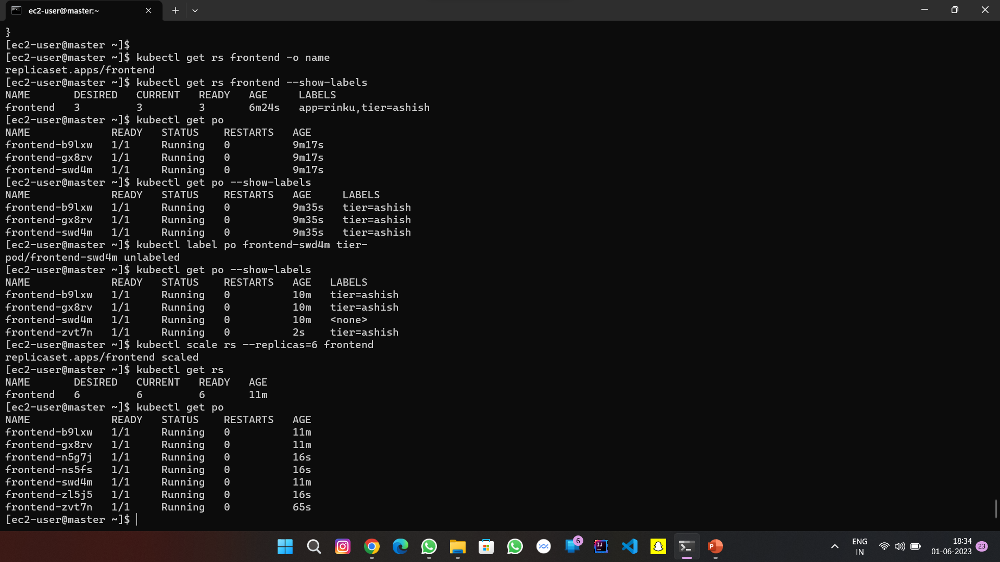 ec2-user@master:~
}
[ec2-user@master ~]$
[ec2-user@master ~]$ kubectl get rs frontend -o name
replicaset.apps/frontend
[ec2-user@master ~]$ kubectl get rs frontend --show-labels
NAME       DESIRED   CURRENT   READY   AGE     LABELS
frontend   3         3         3       6m24s   app=rinku,tier=ashish
[ec2-user@master ~]$ kubectl get po
NAME             READY   STATUS    RESTARTS   AGE
frontend-b9lxw   1/1     Running   0          9m17s
frontend-gx8rv   1/1     Running   0          9m17s
frontend-swd4m   1/1     Running   0          9m17s
[ec2-user@master ~]$ kubectl get po --show-labels
NAME             READY   STATUS    RESTARTS   AGE     LABELS
frontend-b9lxw   1/1     Running   0          9m35s   tier=ashish
frontend-gx8rv   1/1     Running   0          9m35s   tier=ashish
frontend-swd4m   1/1     Running   0          9m35s   tier=ashish
[ec2-user@master ~]$ kubectl label po frontend-swd4m tier-
pod/frontend-swd4m unlabeled
[ec2-user@master ~]$ kubectl get po --show-labels
NAME             READY   STATUS    RESTARTS   AGE   LABELS
frontend-b9lxw   1/1     Running   0          10m   tier=ashish
frontend-gx8rv   1/1     Running   0          10m   tier=ashish
frontend-swd4m   1/1     Running   0          10m   <none>
frontend-zvt7n   1/1     Running   0          2s    tier=ashish
[ec2-user@master ~]$ kubectl scale rs --replicas=6 frontend
replicaset.apps/frontend scaled
[ec2-user@master ~]$ kubectl get rs
NAME       DESIRED   CURRENT   READY   AGE
frontend   6         6         6       11m
[ec2-user@master ~]$ kubectl get po
NAME             READY   STATUS    RESTARTS   AGE
frontend-b9lxw   1/1     Running   0          11m
frontend-gx8rv   1/1     Running   0          11m
frontend-n5g7j   1/1     Running   0          16s
frontend-ns5fs   1/1     Running   0          16s
frontend-swd4m   1/1     Running   0          11m
frontend-zl5j5   1/1     Running   0          16s
frontend-zvt7n   1/1     Running   0          65s
[ec2-user@master ~]$
6
IJ
P
ENG
IN
18:34
01-06-2023
23